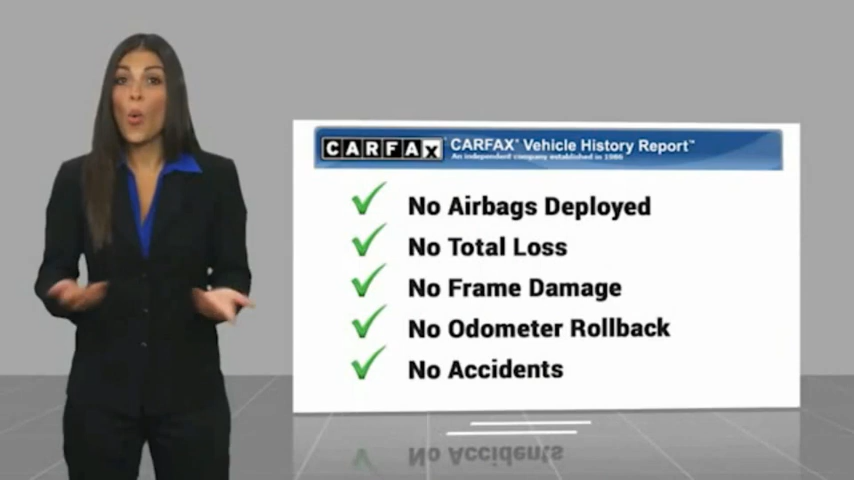 CARFAX CARFAX® Vehicle History Report™
An independent company established in 1986
No Airbags Deployed
No Total Loss
No Frame Damage
No Odometer Rollback
No Accidents
No Accidents